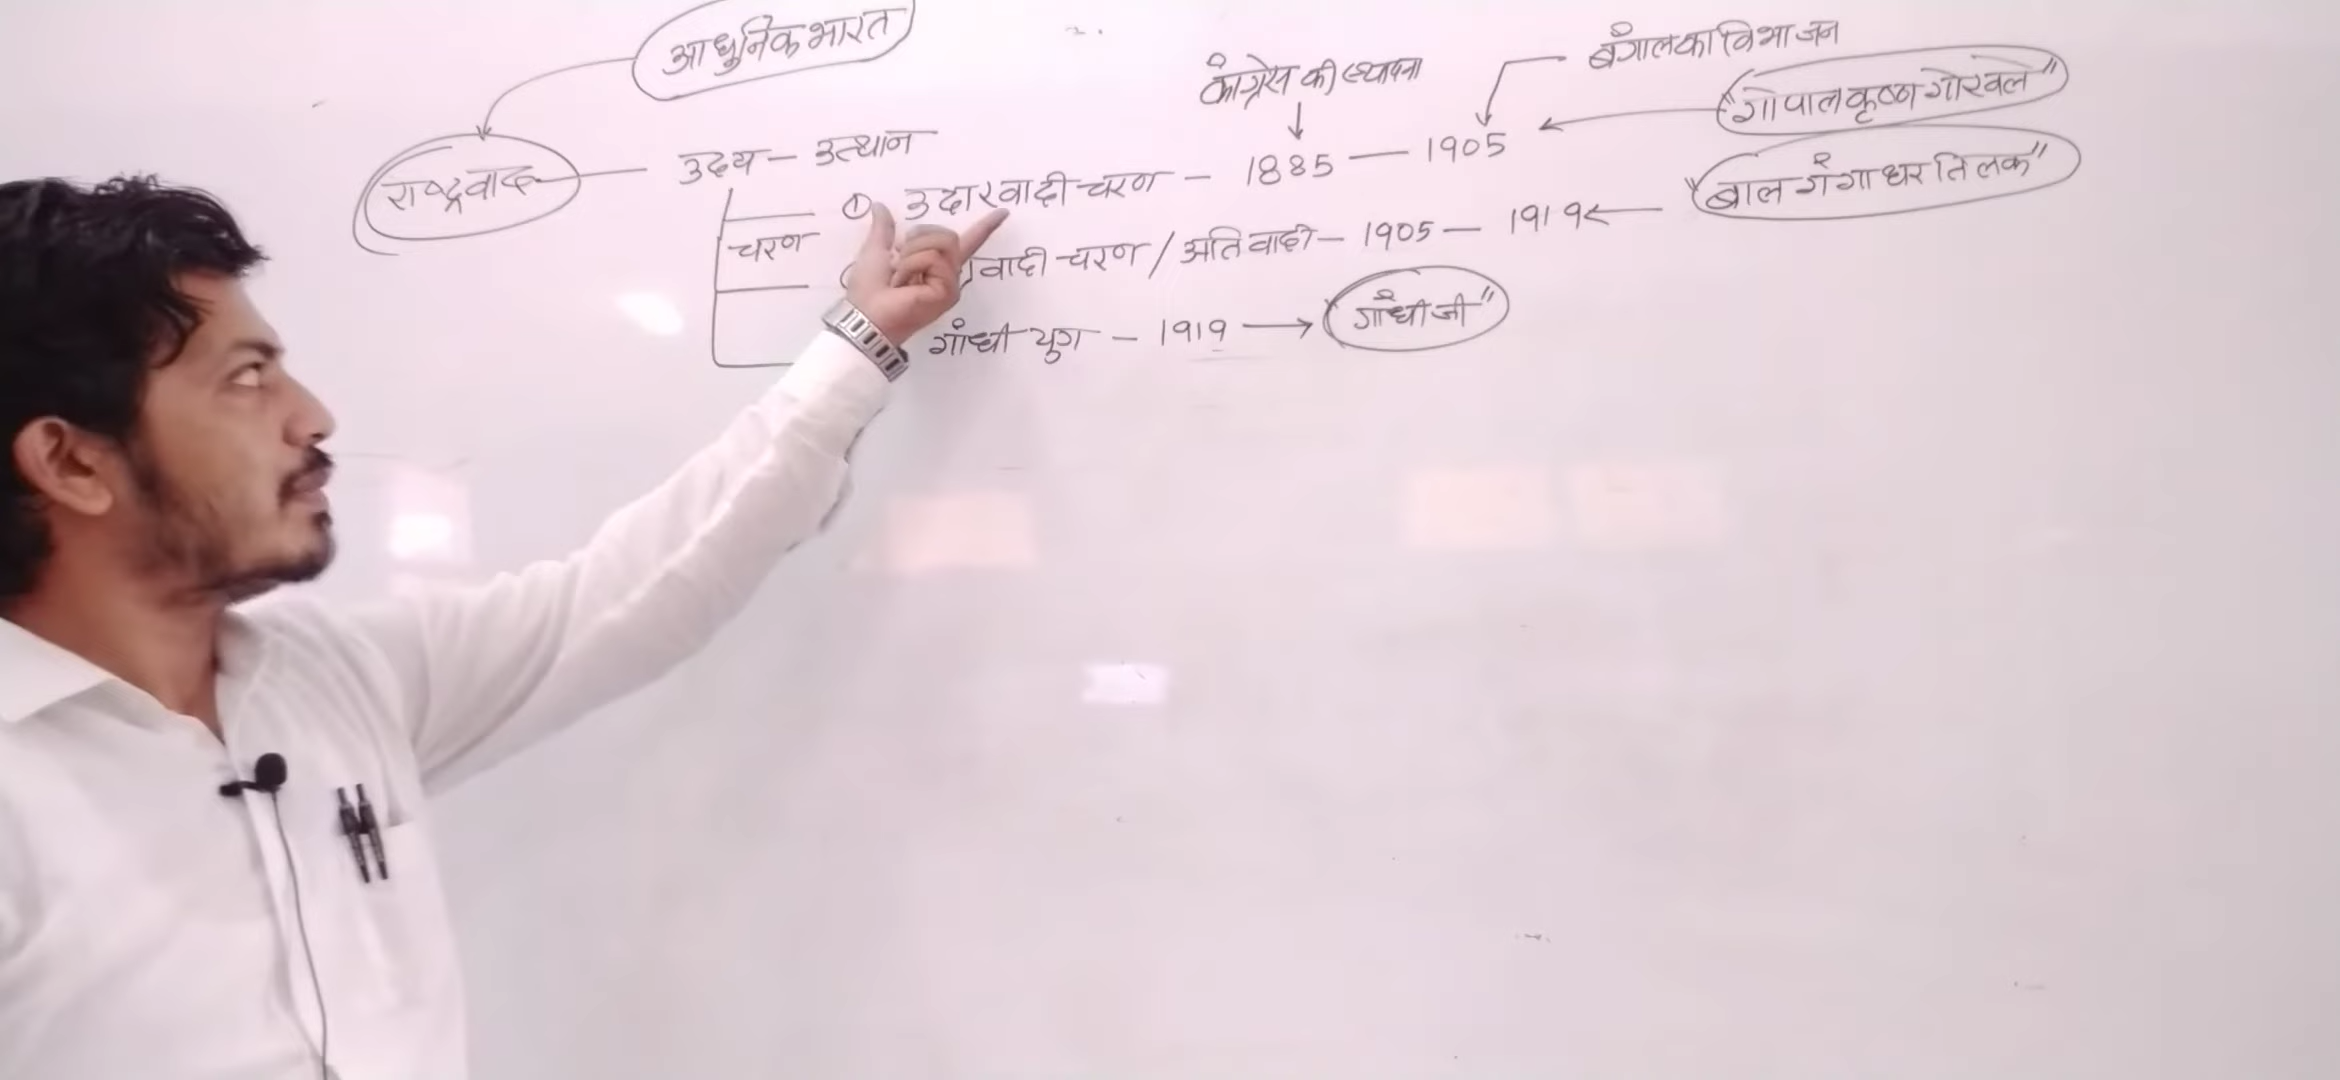 आधुनिक भारत
कांग्रेस की स्थापना
बंगाल का विभाजन
"गोपाल कृष्ण गोखले"
राष्ट्रवाद — उदय — उत्थान
चरण
① उदारवादी चरण — 1885 — 1905
वादी चरण / अतिवादी — 1905 — 1919
"बाल गंगाधर तिलक"
गाँधी युग — 1919 → "गाँधी जी"